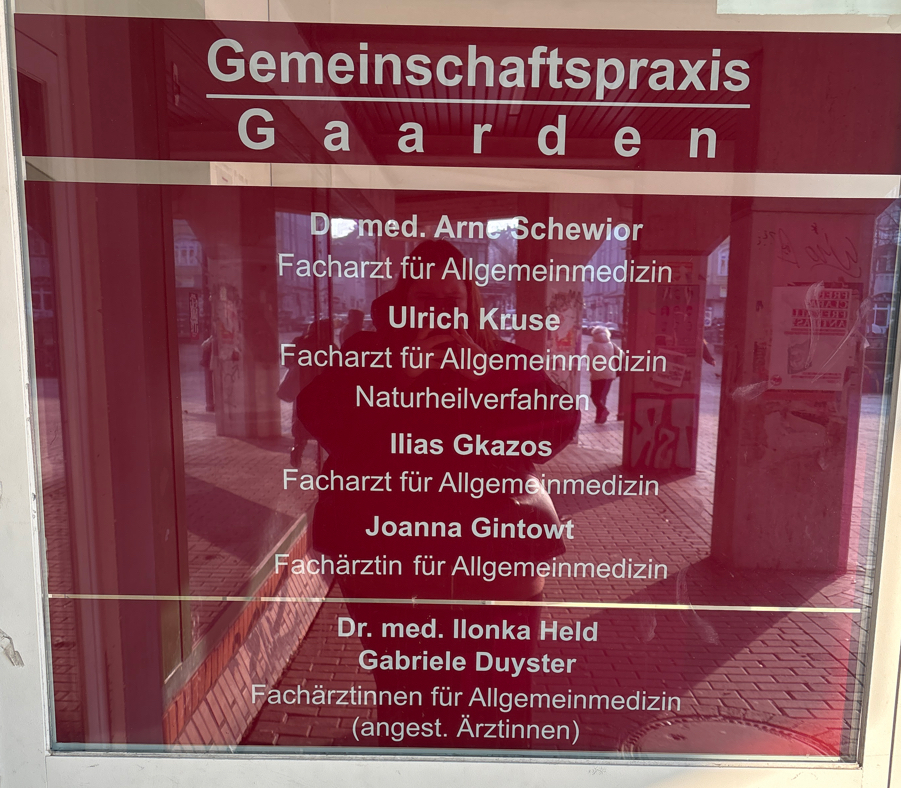 Gemeinschaftspraxis
Gaarden
Dr. med. Arne Schewior
Facharzt für Allgemeinmedizin
Ulrich Kruse
Facharzt für Allgemeinmedizin
Naturheilverfahren
Ilias Gkazos
Facharzt für Allgemeinmedizin
Joanna Gintowt
Fachärztin für Allgemeinmedizin
Dr. med. Ilonka Held
Gabriele Duyster
Fachärztinnen für Allgemeinmedizin
(angest. Ärztinnen)